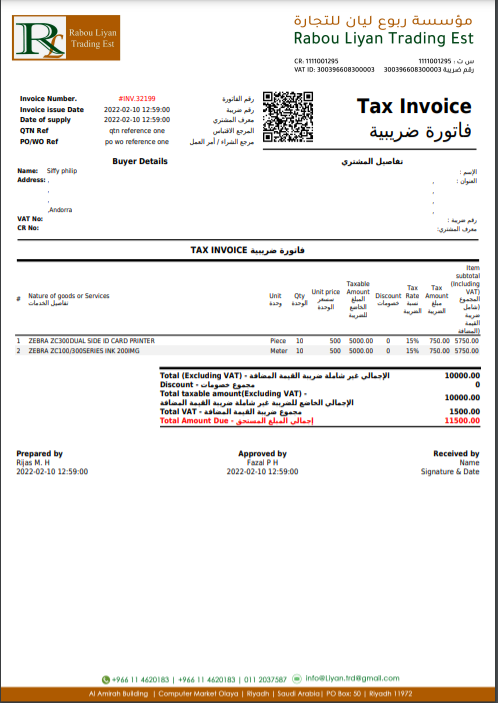 Rabou Liyan
Trading Est
مؤسسة ربوع ليان للتجارة
Rabou Liyan Trading Est
CR: 1111001295 س ت : 1111001295
VAT ID: 300396608300003 رقم ضريبة 300396608300003
Invoice Number. #INV.32199 رقم الفاتورة
Invoice issue Date 2022-02-10 12:59:00 رقم ضريبة
Date of supply 2022-02-10 12:59:00 معرف المشتري
QTN Ref qtn reference one المرجع الاقتباس
PO/WO Ref po wo reference one مرجع الشراء / أمر العمل
Tax Invoice
فاتورة ضريبية
Buyer Details تفاصيل المشتري
Name: Siffy philip الإسم :
Address: , العنوان : ,
, ,
, ,
,Andorra ,
VAT No: رقم ضريبة :
CR No: معرف المشتري:
TAX INVOICE فاتورة ضريبية
# Nature of goods or Services تفاصيل الخدمات
Unit وحدة
Qty الوحدة
Unit price سسعر الوحدة
Taxable Amount المبلغ الخاضع للضريبة
Discount خصومات
Tax Rate نسبة الضريبة
Tax Amount مبلغ الضريبة
Item subtotal (Including VAT) المجموع (شامل ضريبة القيمة المضافة)
1 ZEBRA ZC300DUAL SIDE ID CARD PRINTER Piece 10 500 5000.00 0 15% 750.00 5750.00
2 ZEBRA ZC100/300SERIES INK 200IMG Meter 10 500 5000.00 0 15% 750.00 5750.00
Total (Excluding VAT) - الإجمالي غير شاملة ضريبة القيمة المضافة 10000.00
Discount - مجموع خصومات 0
Total taxable amount(Excluding VAT) -
الإجمالي الخاضع للضريبة غير شاملة ضريبة القيمة المضافة 10000.00
Total VAT - مجموع ضريبة القيمة المضافة 1500.00
Total Amount Due - إجمالي المبلغ المستحق 11500.00
Prepared by Approved by Received by
Rijas M. H Fazal P H Name
2022-02-10 12:59:00 2022-02-10 12:59:00 Signature & Date
+966 11 4620183 | +966 11 4620183 | 011 2037587 info@Liyan.trd@gmail.com
Al Amirah Building | Computer Market Olaya | Riyadh | Saudi Arabia | PO Box: 50 | Riyadh 11972